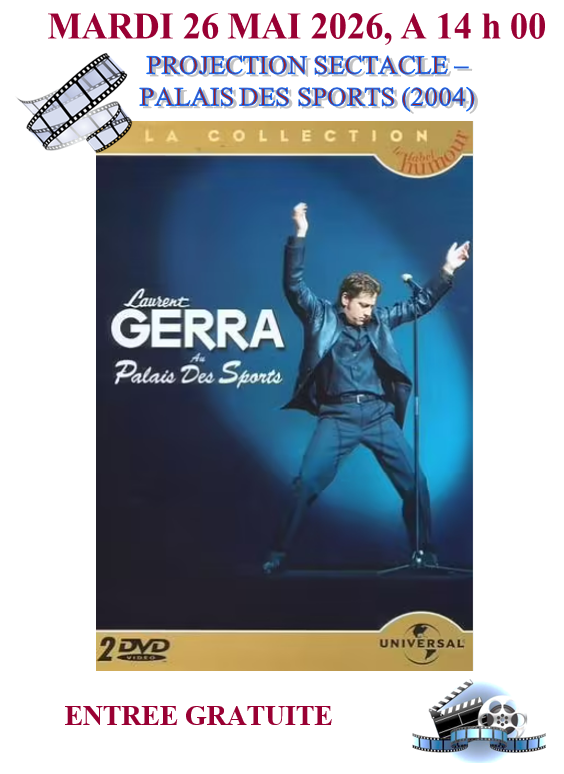 MARDI 26 MAI 2026, A 14 h 00
PROJECTION SECTACLE –
PALAIS DES SPORTS (2004)
LA COLLECTION
le label
humour
Laurent
GERRA
Au
Palais Des Sports
2 DVD
VIDEO
UNIVERSAL
ENTREE GRATUITE